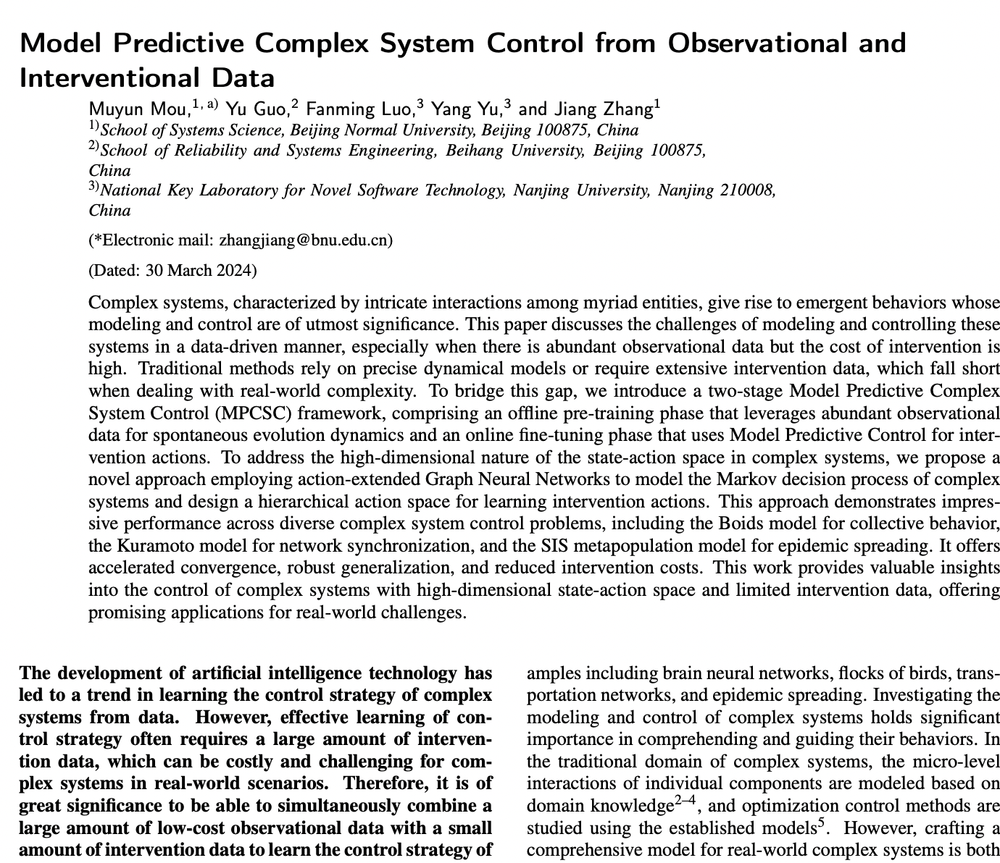 Model Predictive Complex System Control from Observational and
Interventional Data
Muyun Mou,1, a) Yu Guo,2 Fanming Luo,3 Yang Yu,3 and Jiang Zhang1
1)School of Systems Science, Beijing Normal University, Beijing 100875, China
2)School of Reliability and Systems Engineering, Beihang University, Beijing 100875,
China
3)National Key Laboratory for Novel Software Technology, Nanjing University, Nanjing 210008,
China
(*Electronic mail: zhangjiang@bnu.edu.cn)
(Dated: 30 March 2024)
Complex systems, characterized by intricate interactions among myriad entities, give rise to emergent behaviors whose
modeling and control are of utmost significance. This paper discusses the challenges of modeling and controlling these
systems in a data-driven manner, especially when there is abundant observational data but the cost of intervention is
high. Traditional methods rely on precise dynamical models or require extensive intervention data, which fall short
when dealing with real-world complexity. To bridge this gap, we introduce a two-stage Model Predictive Complex
System Control (MPCSC) framework, comprising an offline pre-training phase that leverages abundant observational
data for spontaneous evolution dynamics and an online fine-tuning phase that uses Model Predictive Control for inter-
vention actions. To address the high-dimensional nature of the state-action space in complex systems, we propose a
novel approach employing action-extended Graph Neural Networks to model the Markov decision process of complex
systems and design a hierarchical action space for learning intervention actions. This approach demonstrates impres-
sive performance across diverse complex system control problems, including the Boids model for collective behavior,
the Kuramoto model for network synchronization, and the SIS metapopulation model for epidemic spreading. It offers
accelerated convergence, robust generalization, and reduced intervention costs. This work provides valuable insights
into the control of complex systems with high-dimensional state-action space and limited intervention data, offering
promising applications for real-world challenges.
The development of artificial intelligence technology has
led to a trend in learning the control strategy of complex
systems from data. However, effective learning of con-
trol strategy often requires a large amount of interven-
tion data, which can be costly and challenging for com-
plex systems in real-world scenarios. Therefore, it is of
great significance to be able to simultaneously combine a
large amount of low-cost observational data with a small
amount of intervention data to learn the control strategy of
amples including brain neural networks, flocks of birds, trans-
portation networks, and epidemic spreading. Investigating the
modeling and control of complex systems holds significant
importance in comprehending and guiding their behaviors. In
the traditional domain of complex systems, the micro-level
interactions of individual components are modeled based on
domain knowledge2–4, and optimization control methods are
studied using the established models5. However, crafting a
comprehensive model for real-world complex systems is both